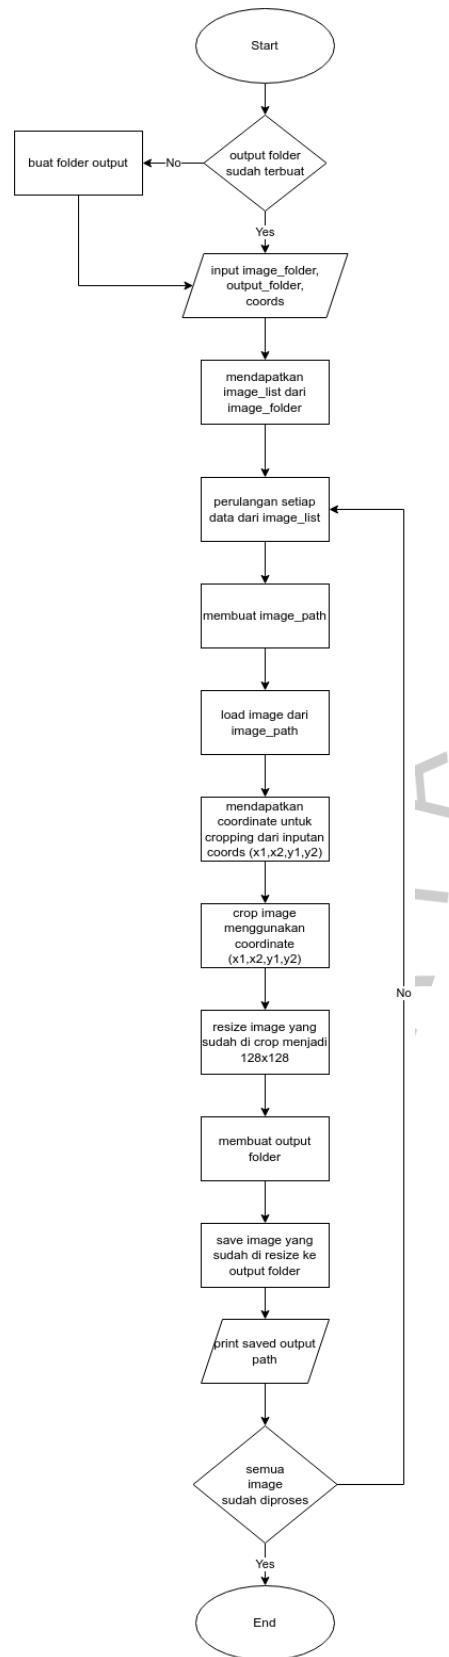 Start
output folder
sudah terbuat
No
buat folder output
Yes
input image_folder,
output_folder,
coords
mendapatkan
image_list dari
image_folder
perulangan setiap
data dari image_list
membuat image_path
load image dari
image_path
mendapatkan
coordinate untuk
cropping dari inputan
coords (x1,x2,y1,y2)
crop image
menggunakan
coordinate
(x1,x2,y1,y2)
No
resize image yang
sudah di crop menjadi
128x128
membuat output
folder
save image yang
sudah di resize ke
output folder
print saved output
path
semua
image
sudah diproses
Yes
End